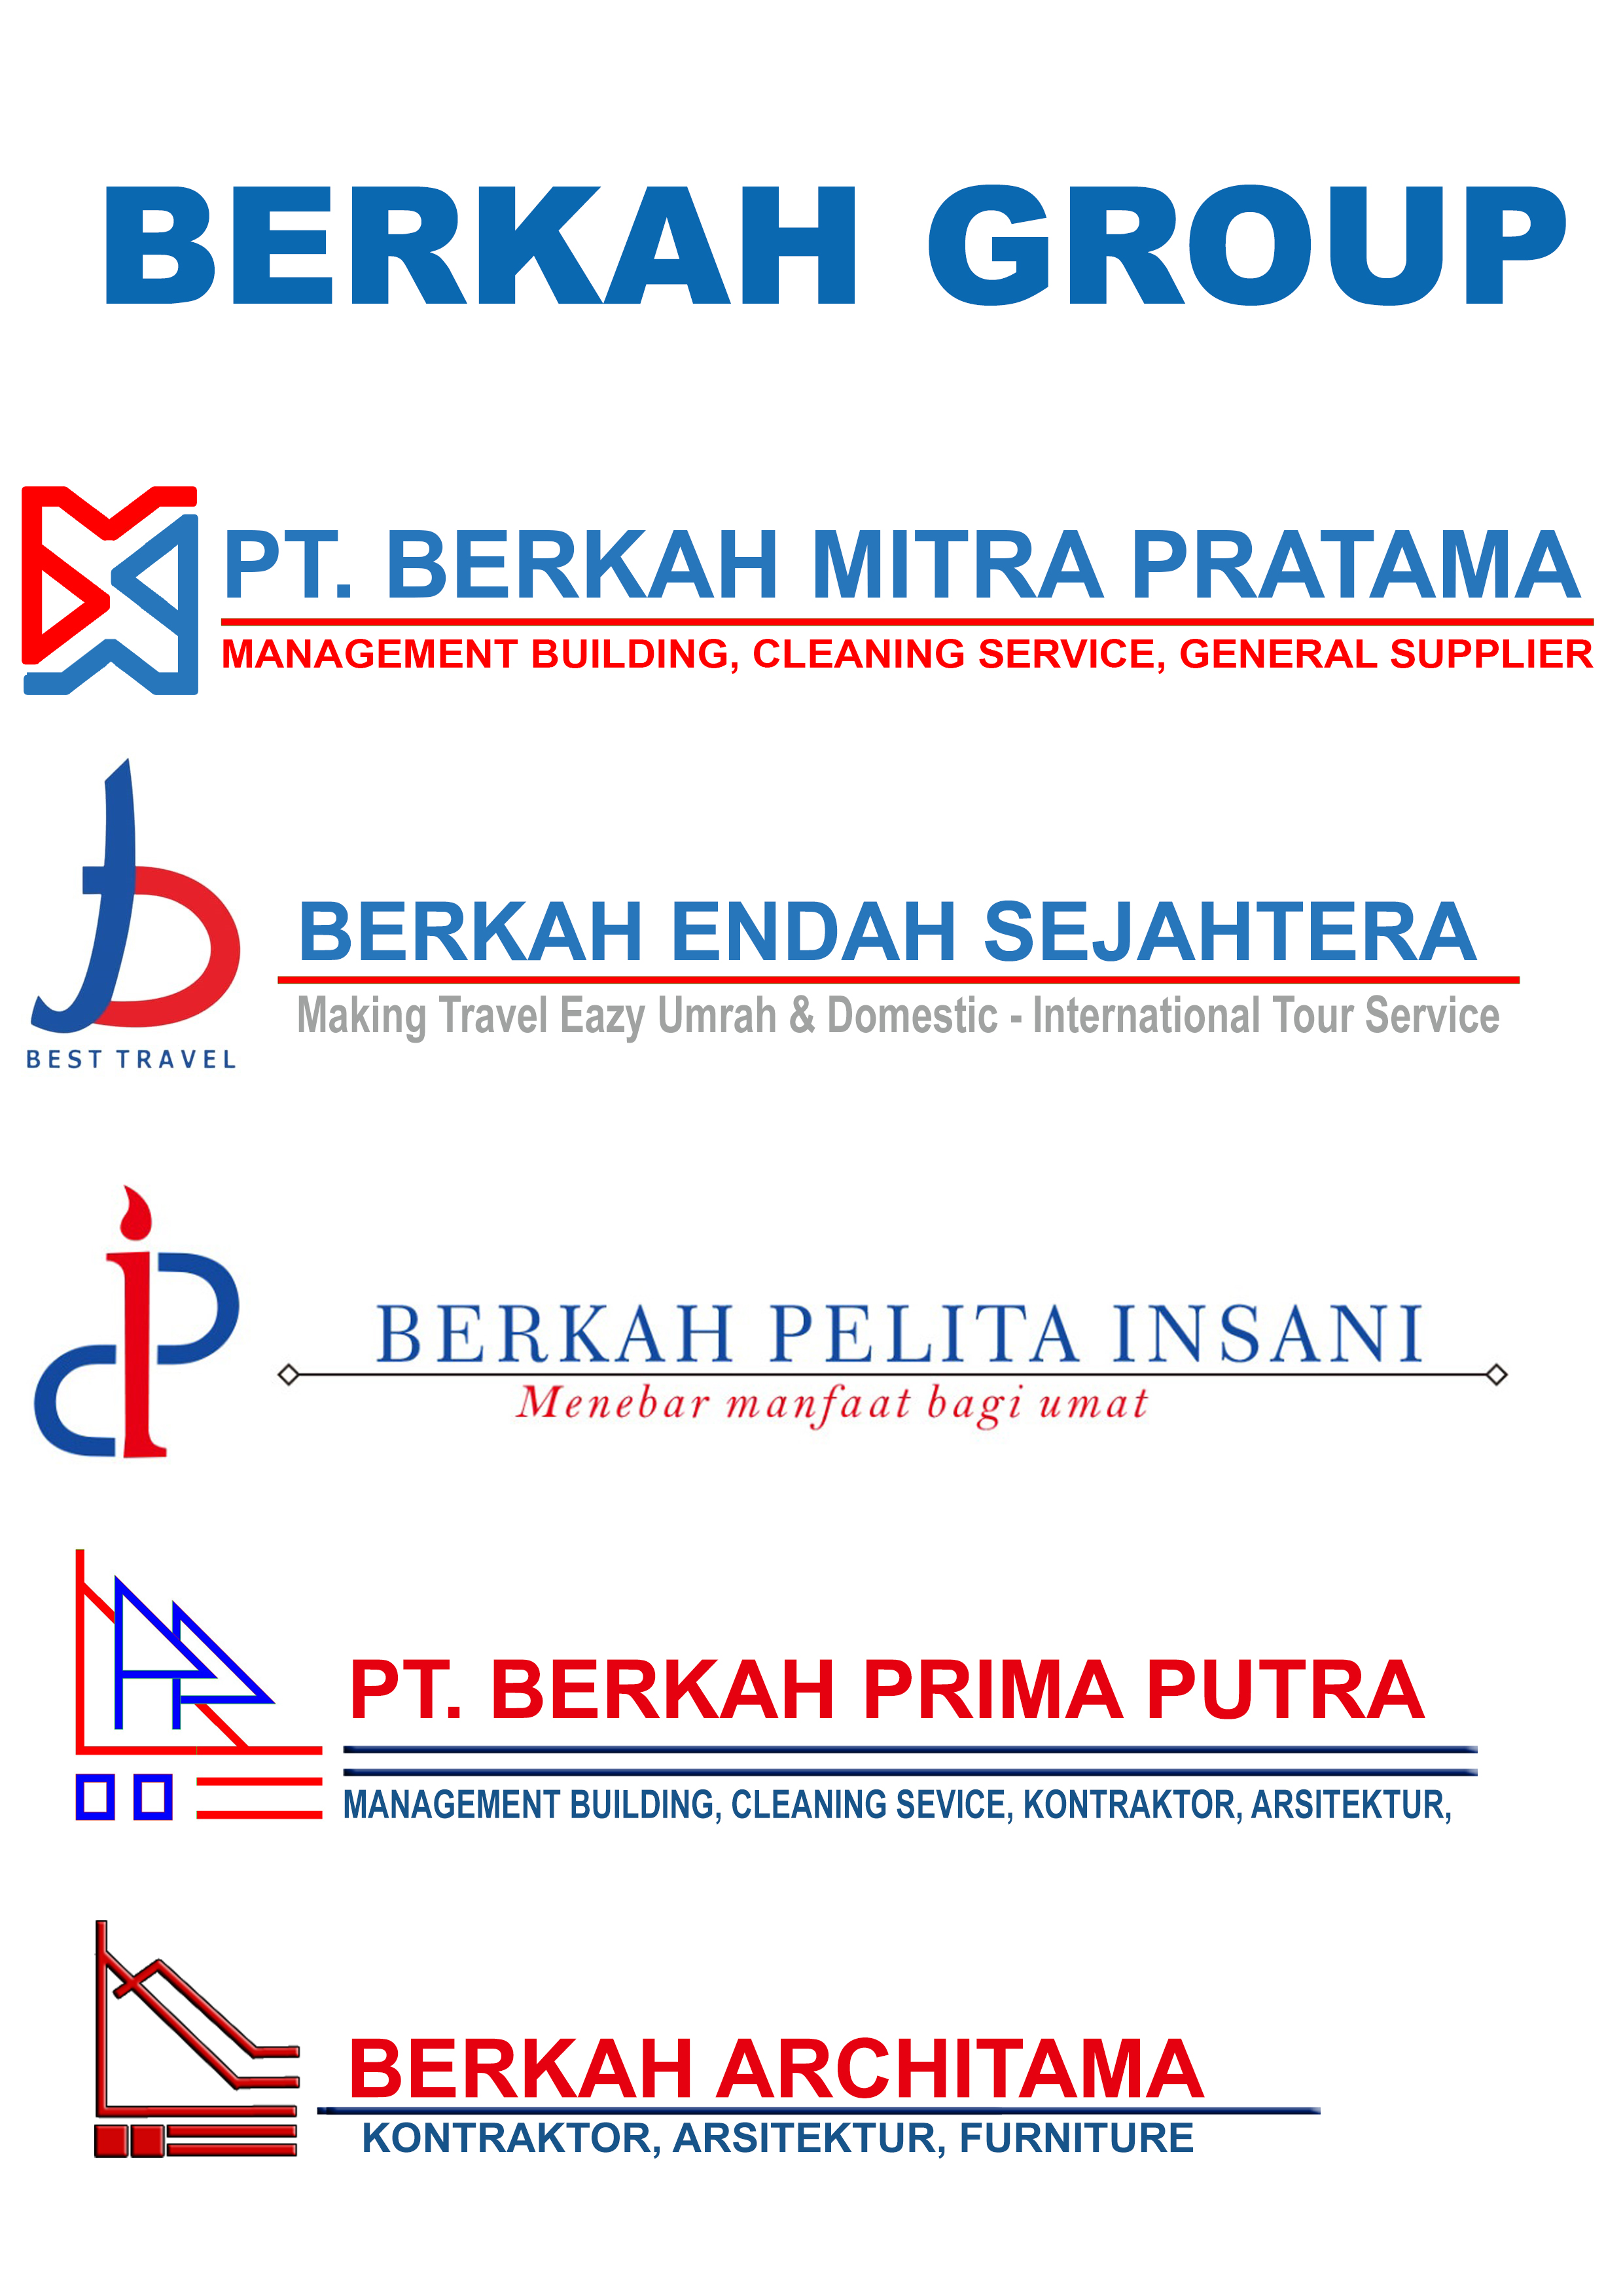 BERKAH GROUP
PT. BERKAH MITRA PRATAMA
MANAGEMENT BUILDING, CLEANING SERVICE, GENERAL SUPPLIER
BEST TRAVEL
BERKAH ENDAH SEJAHTERA
Making Travel Eazy Umrah & Domestic - International Tour Service
BERKAH PELITA INSANI
Menebar manfaat bagi umat
PT. BERKAH PRIMA PUTRA
MANAGEMENT BUILDING, CLEANING SEVICE, KONTRAKTOR, ARSITEKTUR,
BERKAH ARCHITAMA
KONTRAKTOR, ARSITEKTUR, FURNITURE